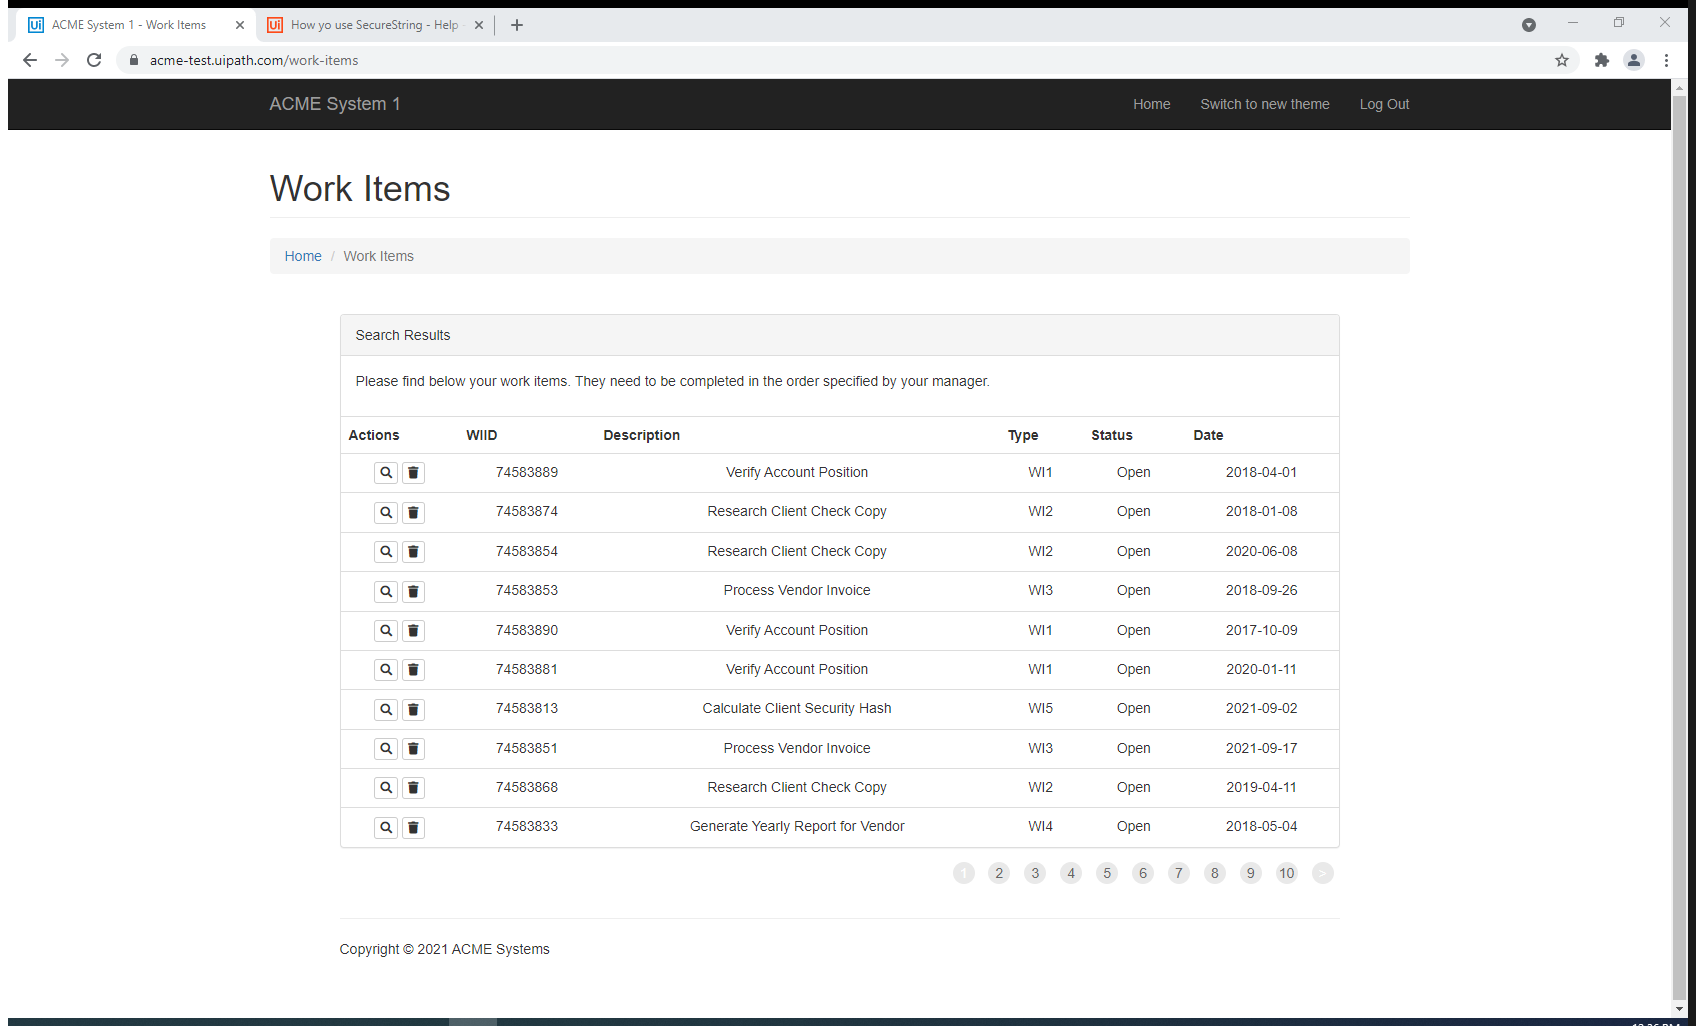 ACME System 1 - Work Items
How yo use SecureString - Help
acme-test.uipath.com/work-items
ACME System 1 Home Switch to new theme Log Out
Work Items
Home / Work Items
Search Results
Please find below your work items. They need to be completed in the order specified by your manager.
Actions WIID Description Type Status Date
74583889 Verify Account Position WI1 Open 2018-04-01
74583874 Research Client Check Copy WI2 Open 2018-01-08
74583854 Research Client Check Copy WI2 Open 2020-06-08
74583853 Process Vendor Invoice WI3 Open 2018-09-26
74583890 Verify Account Position WI1 Open 2017-10-09
74583881 Verify Account Position WI1 Open 2020-01-11
74583813 Calculate Client Security Hash WI5 Open 2021-09-02
74583851 Process Vendor Invoice WI3 Open 2021-09-17
74583868 Research Client Check Copy WI2 Open 2019-04-11
74583833 Generate Yearly Report for Vendor WI4 Open 2018-05-04
1 2 3 4 5 6 7 8 9 10 >
Copyright © 2021 ACME Systems